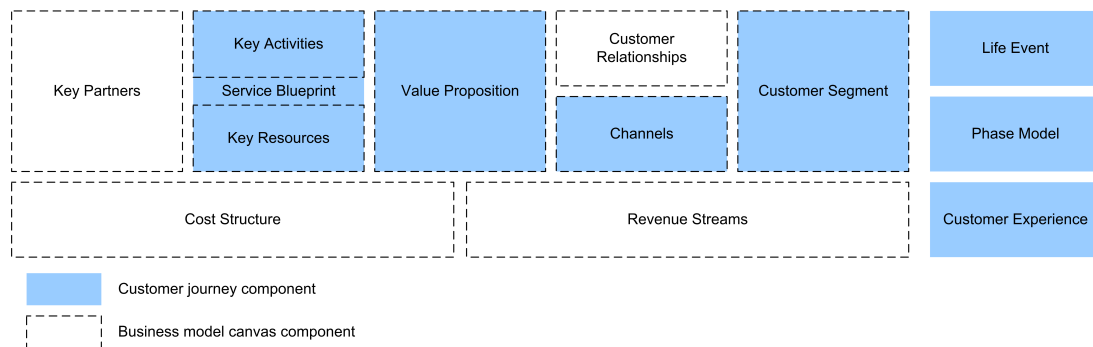 Key Partners
Key Activities
Service Blueprint
Key Resources
Value Proposition
Customer
Relationships
Channels
Customer Segment
Life Event
Phase Model
Customer Experience
Cost Structure
Revenue Streams
Customer journey component
Business model canvas component